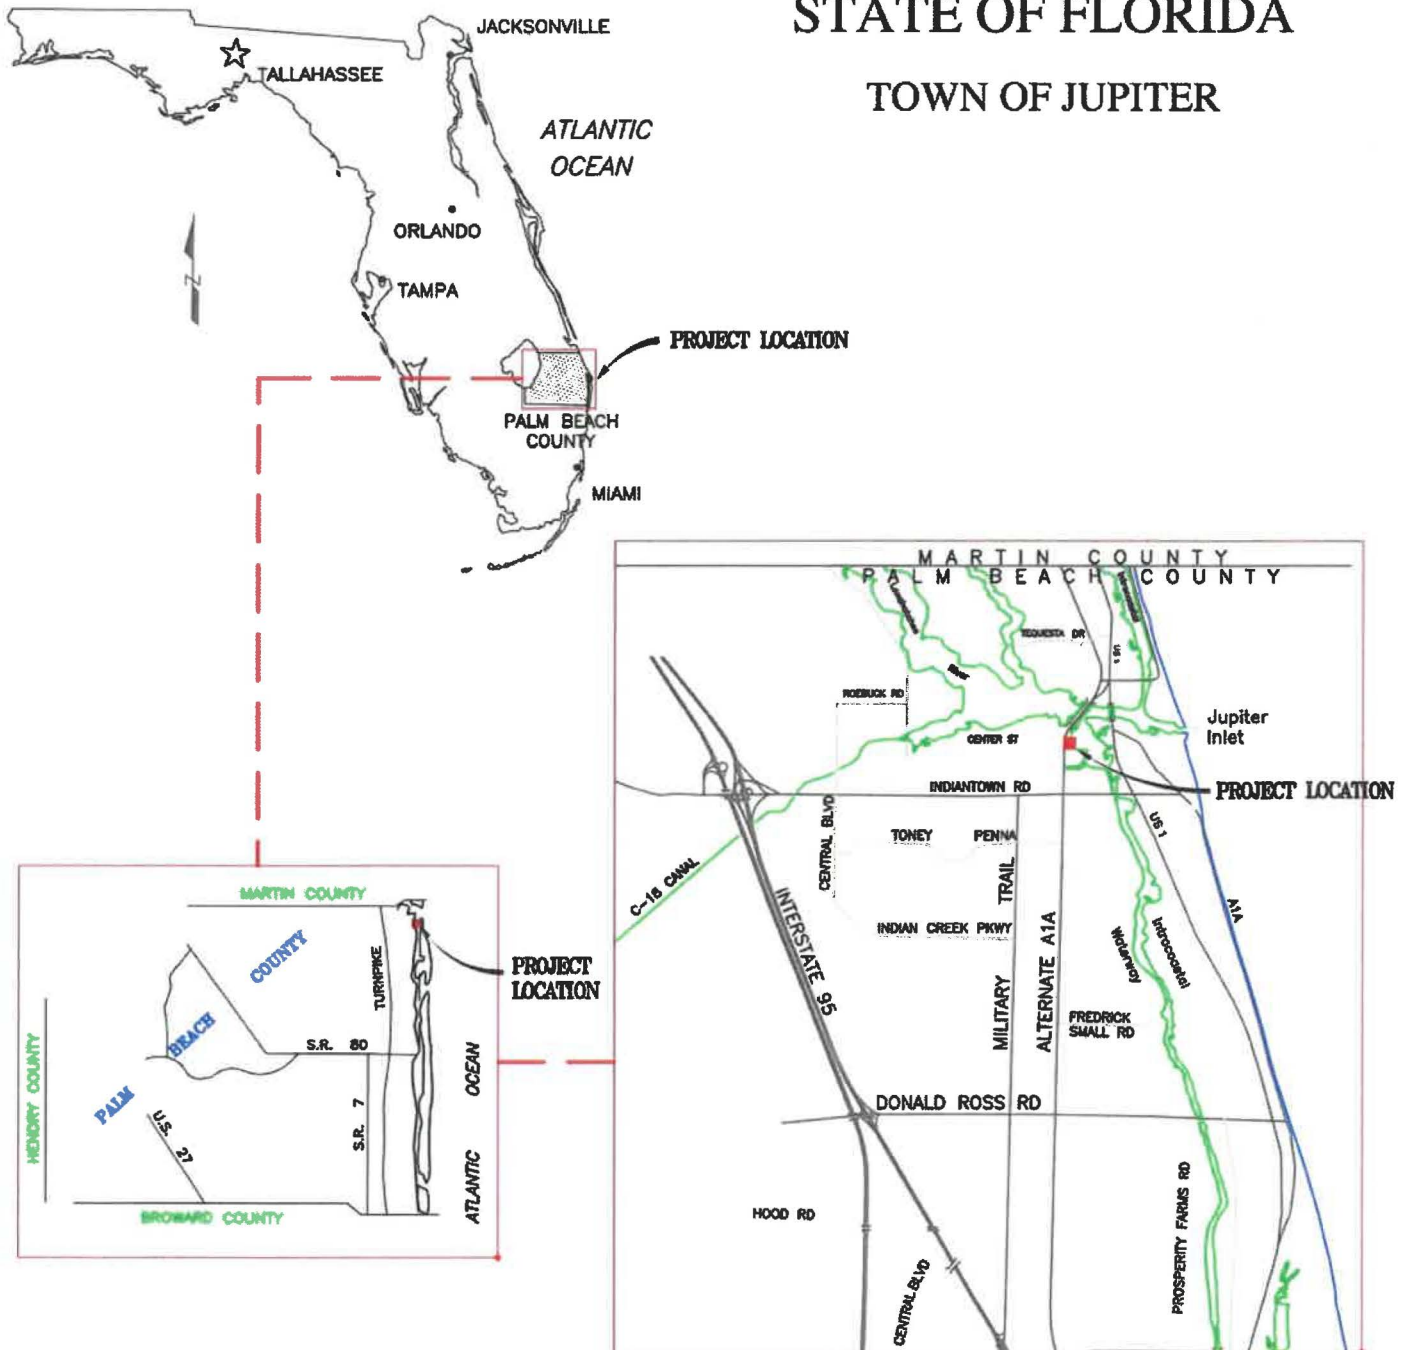 STATE OF FLORIDA
TOWN OF JUPITER
JACKSONVILLE
TALLAHASSEE
ATLANTIC
OCEAN
ORLANDO
N
TAMPA
PROJECT LOCATION
PALM BEACH
COUNTY
MIAMI
MARTIN COUNTY
PALM BEACH COUNTY
TEQUESTA DR
US 1
River
ROEBUCK RD
Jupiter
Inlet
CENTER ST
INDIANTOWN RD
PROJECT LOCATION
CENTRAL BLVD
TONEY PENNA
US 1
C-18 CANAL
INTERSTATE 95
MILITARY TRAIL
ALTERNATE A1A
A1A
INDIAN CREEK PKWY
Intracoastal
Waterway
FREDRICK
SMALL RD
DONALD ROSS RD
HOOD RD
CENTRAL BLVD
PROSPERITY FARMS RD
MARTIN COUNTY
PALM BEACH COUNTY
TURNPIKE
PROJECT
LOCATION
S.R. 80
HENDRY COUNTY
ATLANTIC OCEAN
U.S. 27
S.R. 7
BROWARD COUNTY